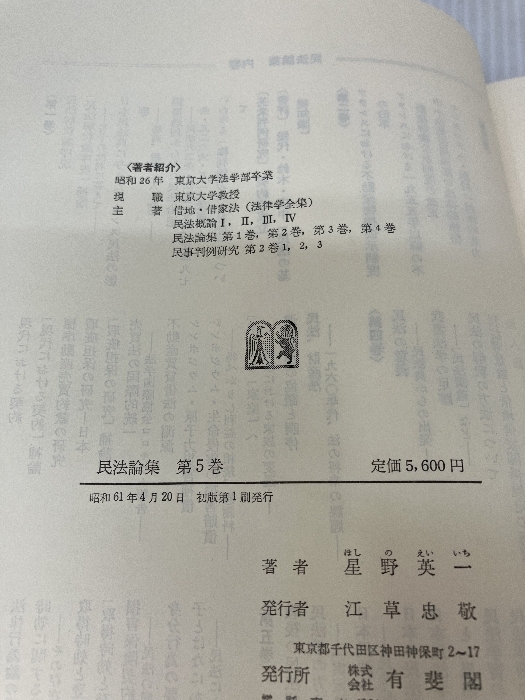 〈著者紹介〉
昭和26年 東京大学法学部卒業
現職 東京大学教授
主著 借地・借家法(法律学全集)
民法概論Ⅰ,Ⅱ,Ⅲ,Ⅳ
民法論集 第1巻,第2巻,第3巻,第4巻
民事判例研究 第2巻1,2,3
民法論集 第5巻 定価5,600円
昭和61年4月20日 初版第1刷発行
ほしのえいいち
著者 星野英一
発行者 江草忠敬
東京都千代田区神田神保町2~17
発行所 株式会社 有斐閣